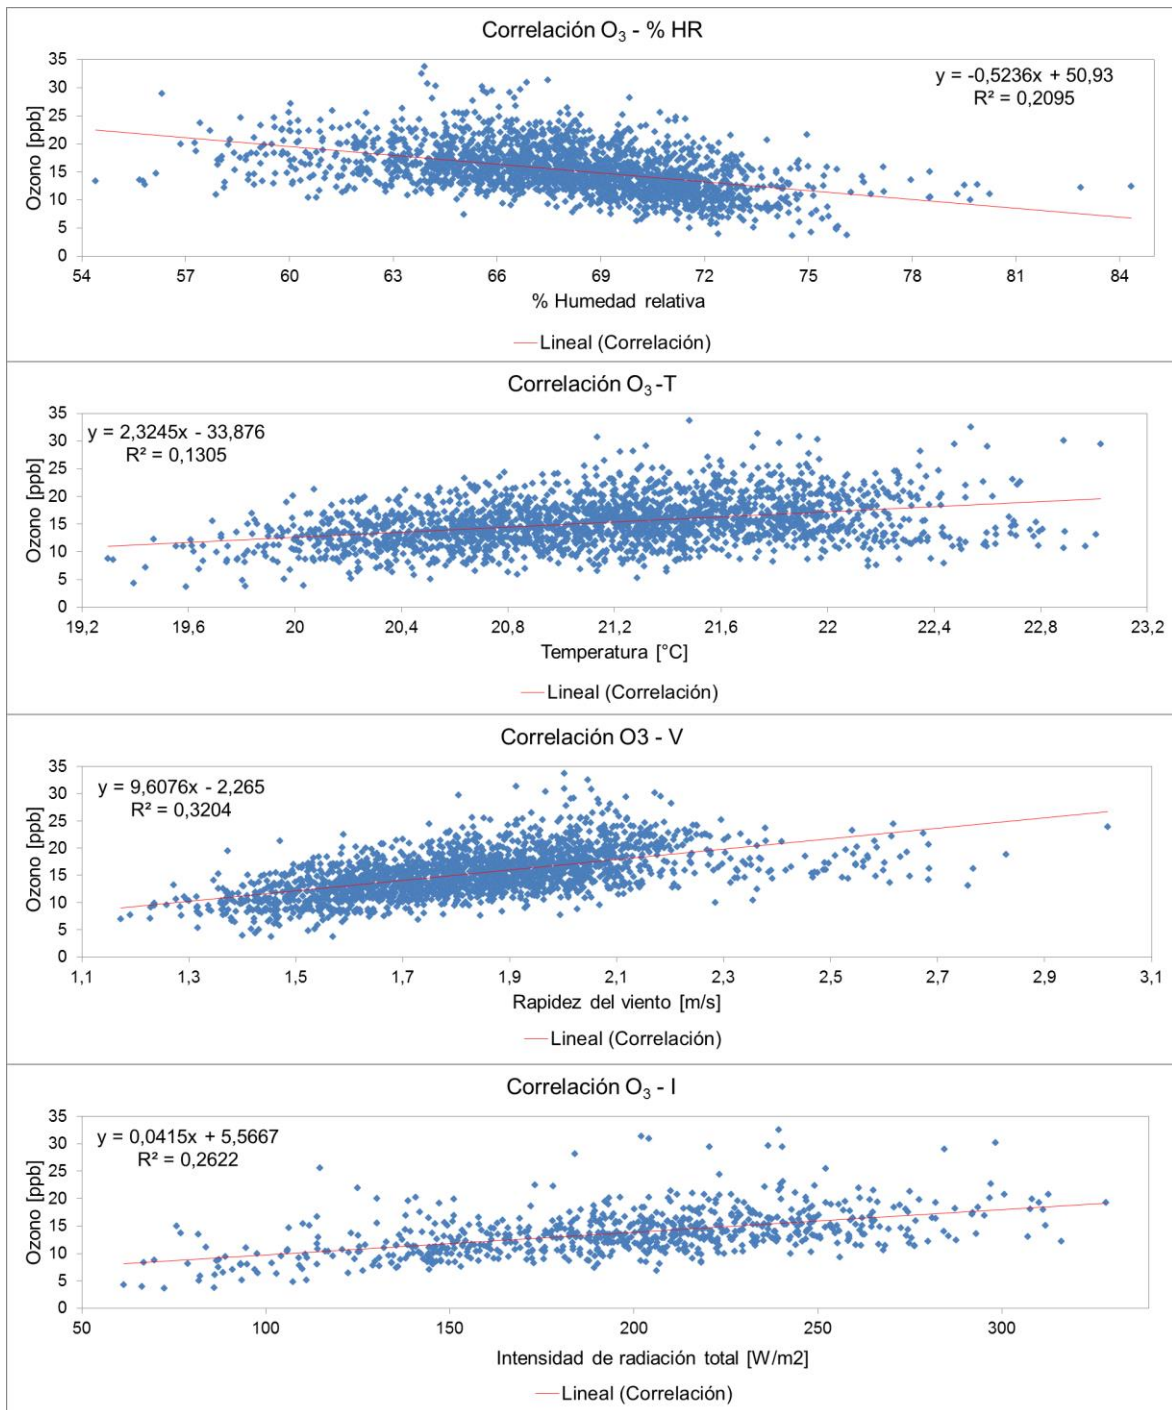 Correlación O₃ - % HR
y = -0,5236x + 50,93
R² = 0,2095
Ozono [ppb]
35
30
25
20
15
10
5
0
54 57 60 63 66 69 72 75 78 81 84
% Humedad relativa
Lineal (Correlación)
Correlación O₃ -T
y = 2,3245x - 33,876
R² = 0,1305
Ozono [ppb]
35
30
25
20
15
10
5
0
19,2 19,6 20 20,4 20,8 21,2 21,6 22 22,4 22,8 23,2
Temperatura [°C]
Lineal (Correlación)
Correlación O3 - V
y = 9,6076x - 2,265
R² = 0,3204
Ozono [ppb]
35
30
25
20
15
10
5
0
1,1 1,3 1,5 1,7 1,9 2,1 2,3 2,5 2,7 2,9 3,1
Rapidez del viento [m/s]
Lineal (Correlación)
Correlación O₃ - I
y = 0,0415x + 5,5667
R² = 0,2622
Ozono [ppb]
35
30
25
20
15
10
5
0
50 100 150 200 250 300
Intensidad de radiación total [W/m2]
Lineal (Correlación)